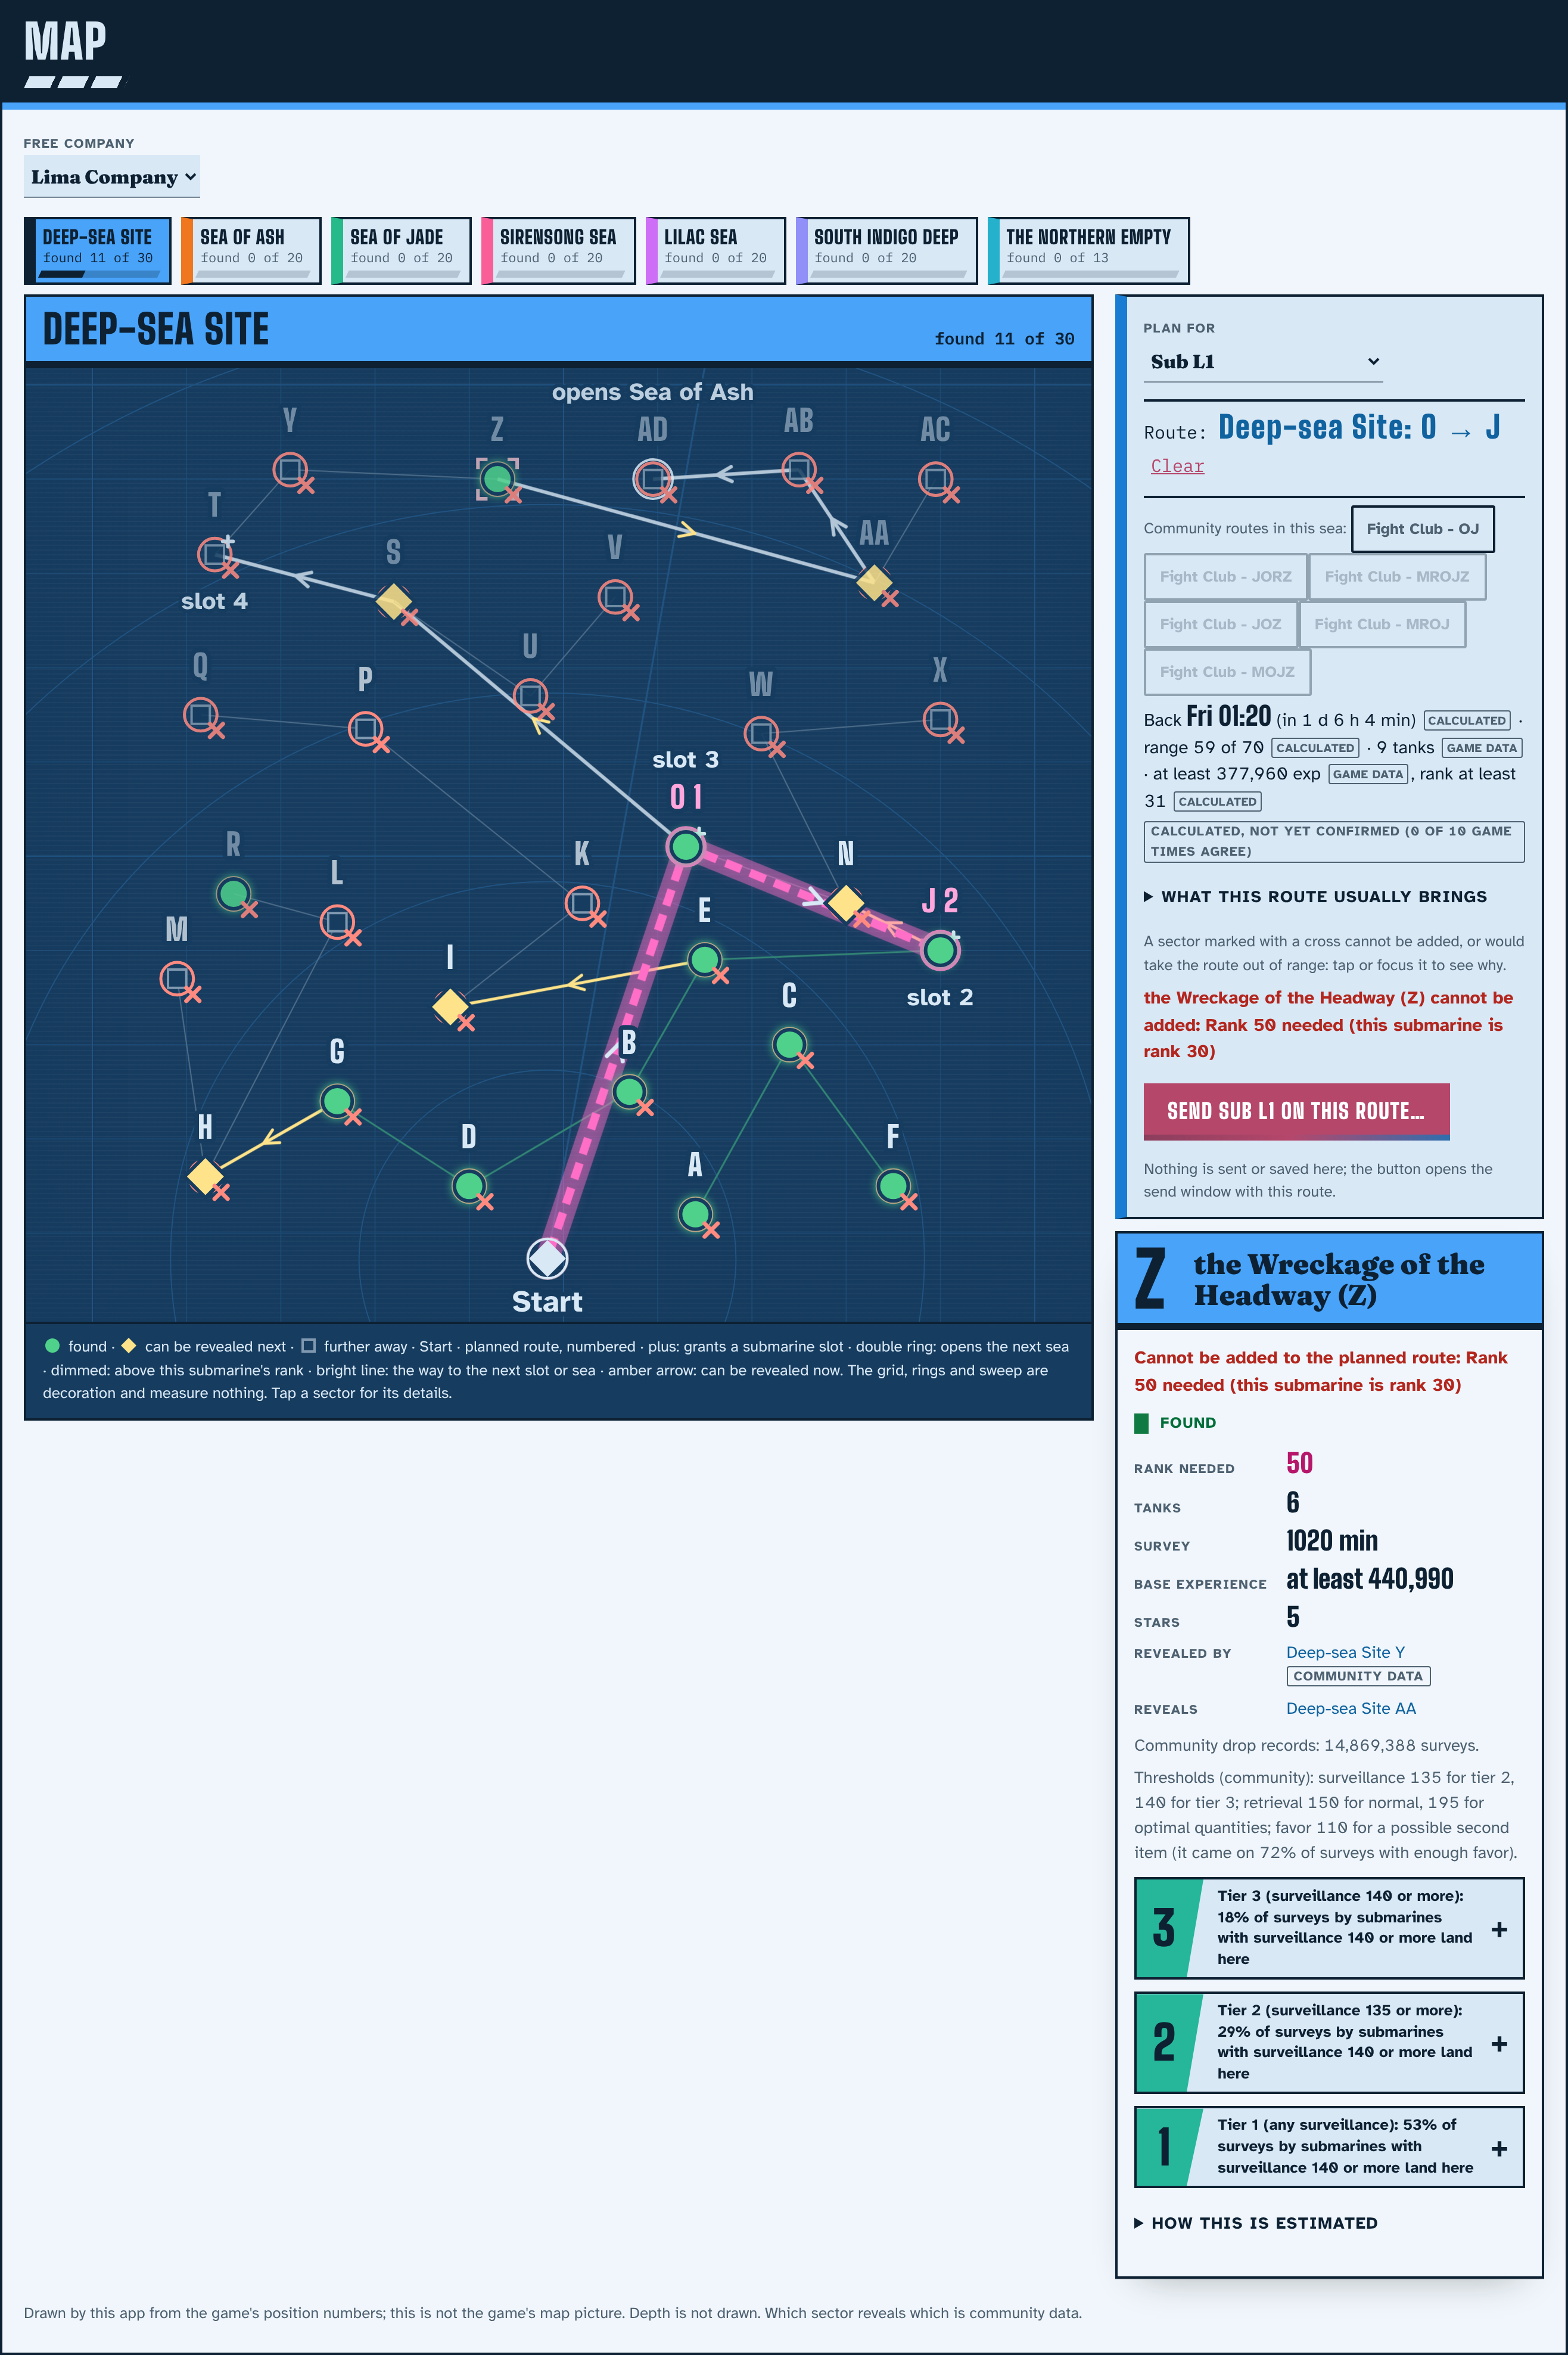 MAP
FREE COMPANY
Lima Company
DEEP-SEA SITE
found 11 of 30
SEA OF ASH
found 0 of 20
SEA OF JADE
found 0 of 20
SIRENSONG SEA
found 0 of 20
LILAC SEA
found 0 of 20
SOUTH INDIGO DEEP
found 0 of 20
THE NORTHERN EMPTY
found 0 of 13
DEEP-SEA SITE
found 11 of 30
opens Sea of Ash
Y
Z
AD
AB
AC
T
S
V
AA
slot 4
U
Q
P
W
X
slot 3
O 1
R
L
K
N
M
E
J 2
I
slot 2
C
G
B
H
D
F
A
Start
found · can be revealed next · further away · Start · planned route, numbered · plus: grants a submarine slot · double ring: opens the next sea
· dimmed: above this submarine's rank · bright line: the way to the next slot or sea · amber arrow: can be revealed now. The grid, rings and sweep are
decoration and measure nothing. Tap a sector for its details.
PLAN FOR
Sub L1
Route: Deep-sea Site: O → J
Clear
Community routes in this sea: Fight Club - OJ
Fight Club - JORZ Fight Club - MROJZ
Fight Club - JOZ Fight Club - MROJ
Fight Club - MOJZ
Back Fri 01:20 (in 1 d 6 h 4 min) CALCULATED ·
range 59 of 70 CALCULATED · 9 tanks GAME DATA
· at least 377,960 exp GAME DATA, rank at least
31 CALCULATED
CALCULATED, NOT YET CONFIRMED (0 OF 10 GAME
TIMES AGREE)
WHAT THIS ROUTE USUALLY BRINGS
A sector marked with a cross cannot be added, or would
take the route out of range: tap or focus it to see why.
the Wreckage of the Headway (Z) cannot be
added: Rank 50 needed (this submarine is
rank 30)
SEND SUB L1 ON THIS ROUTE…
Nothing is sent or saved here; the button opens the
send window with this route.
Z
the Wreckage of the
Headway (Z)
Cannot be added to the planned route: Rank
50 needed (this submarine is rank 30)
FOUND
RANK NEEDED 50
TANKS 6
SURVEY 1020 min
BASE EXPERIENCE at least 440,990
STARS 5
REVEALED BY Deep-sea Site Y
COMMUNITY DATA
REVEALS Deep-sea Site AA
Community drop records: 14,869,388 surveys.
Thresholds (community): surveillance 135 for tier 2,
140 for tier 3; retrieval 150 for normal, 195 for
optimal quantities; favor 110 for a possible second
item (it came on 72% of surveys with enough favor).
3
Tier 3 (surveillance 140 or more):
18% of surveys by submarines
with surveillance 140 or more land
here
+
2
Tier 2 (surveillance 135 or more):
29% of surveys by submarines
with surveillance 140 or more land
here
+
1
Tier 1 (any surveillance): 53% of
surveys by submarines with
surveillance 140 or more land here
+
HOW THIS IS ESTIMATED
Drawn by this app from the game's position numbers; this is not the game's map picture. Depth is not drawn. Which sector reveals which is community data.